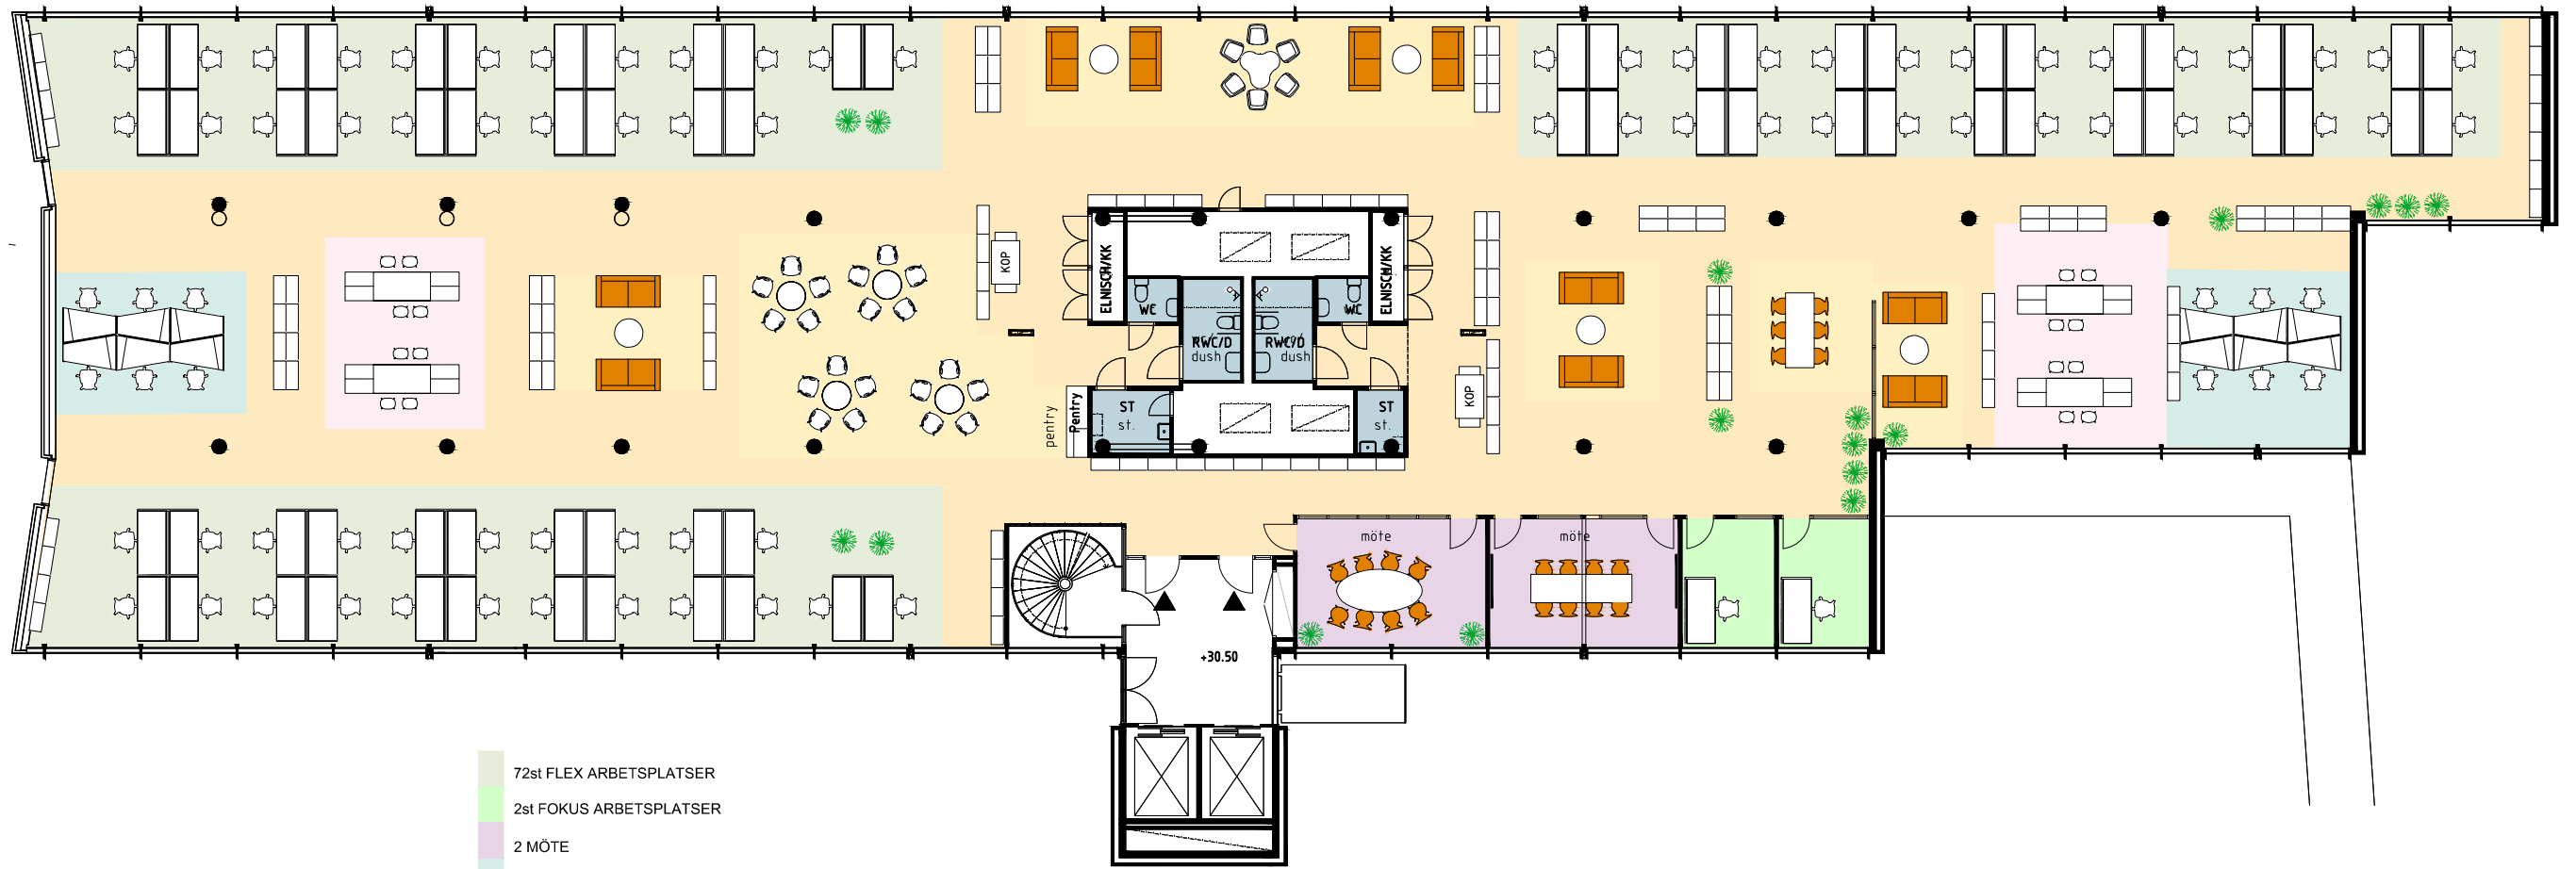 KOP
ELNISCH/KK
ELNISCH/KK
WC
WC
RWC/D
dush
RWC/D
dush
KOP
pentry
Pentry
ST
st.
ST
st.
möte
möte
+30.50
72st FLEX ARBETSPLATSER
2st FOKUS ARBETSPLATSER
2 MÖTE